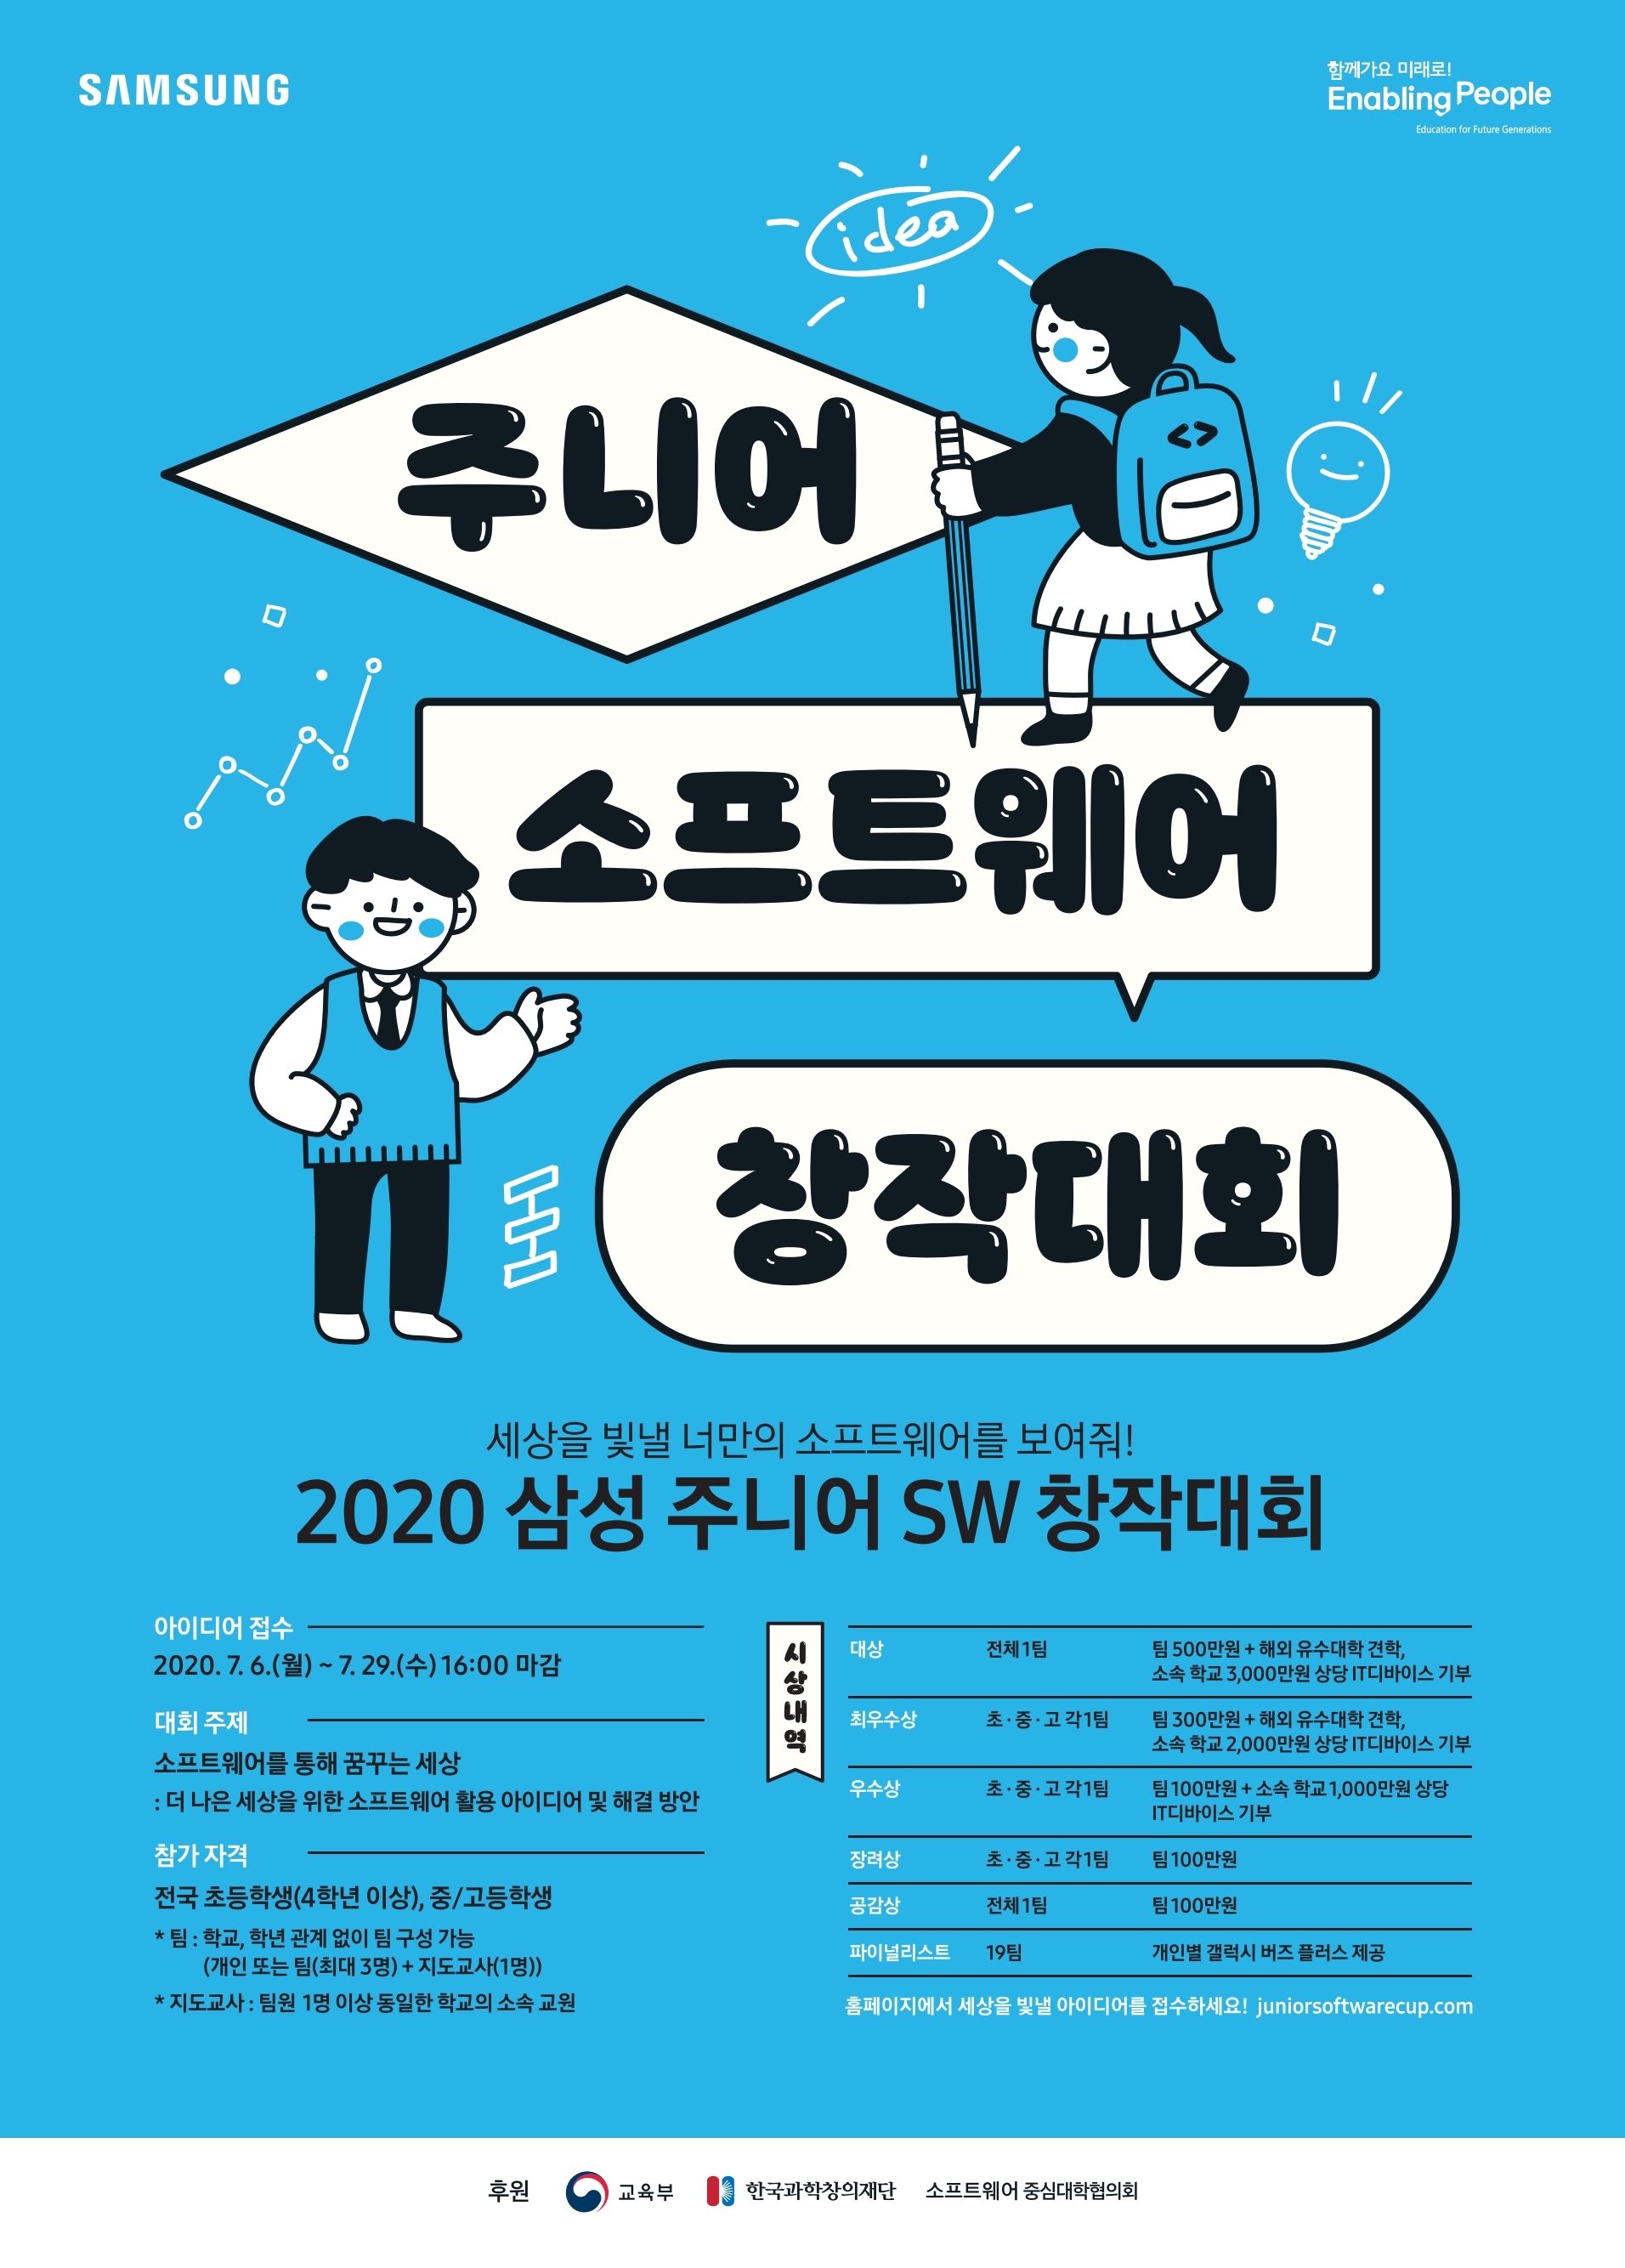 SAMSUNG
함께가요 미래로!
Enabling People
Education for Future Generations
idea
주니어
<>
소프트웨어
창작대회
세상을 빛낼 너만의 소프트웨어를 보여줘!
2020 삼성 주니어 SW 창작대회
아이디어 접수
2020. 7. 6.(월) ~ 7. 29.(수) 16:00 마감
대회 주제
소프트웨어를 통해 꿈꾸는 세상
: 더 나은 세상을 위한 소프트웨어 활용 아이디어 및 해결 방안
참가 자격
전국 초등학생(4학년 이상), 중/고등학생
* 팀 : 학교, 학년 관계 없이 팀 구성 가능
(개인 또는 팀(최대 3명) + 지도교사(1명))
* 지도교사 : 팀원 1명 이상 동일한 학교의 소속 교원
시상내역
대상 전체 1팀 팀 500만원 + 해외 유수대학 견학,
소속 학교 3,000만원 상당 IT디바이스 기부
최우수상 초 · 중 · 고 각 1팀 팀 300만원 + 해외 유수대학 견학,
소속 학교 2,000만원 상당 IT디바이스 기부
우수상 초 · 중 · 고 각 1팀 팀 100만원 + 소속 학교 1,000만원 상당
IT디바이스 기부
장려상 초 · 중 · 고 각 1팀 팀 100만원
공감상 전체 1팀 팀 100만원
파이널리스트 19팀 개인별 갤럭시 버즈 플러스 제공
홈페이지에서 세상을 빛낼 아이디어를 접수하세요! juniorsoftwarecup.com
후원 교육부 한국과학창의재단 소프트웨어 중심대학협의회